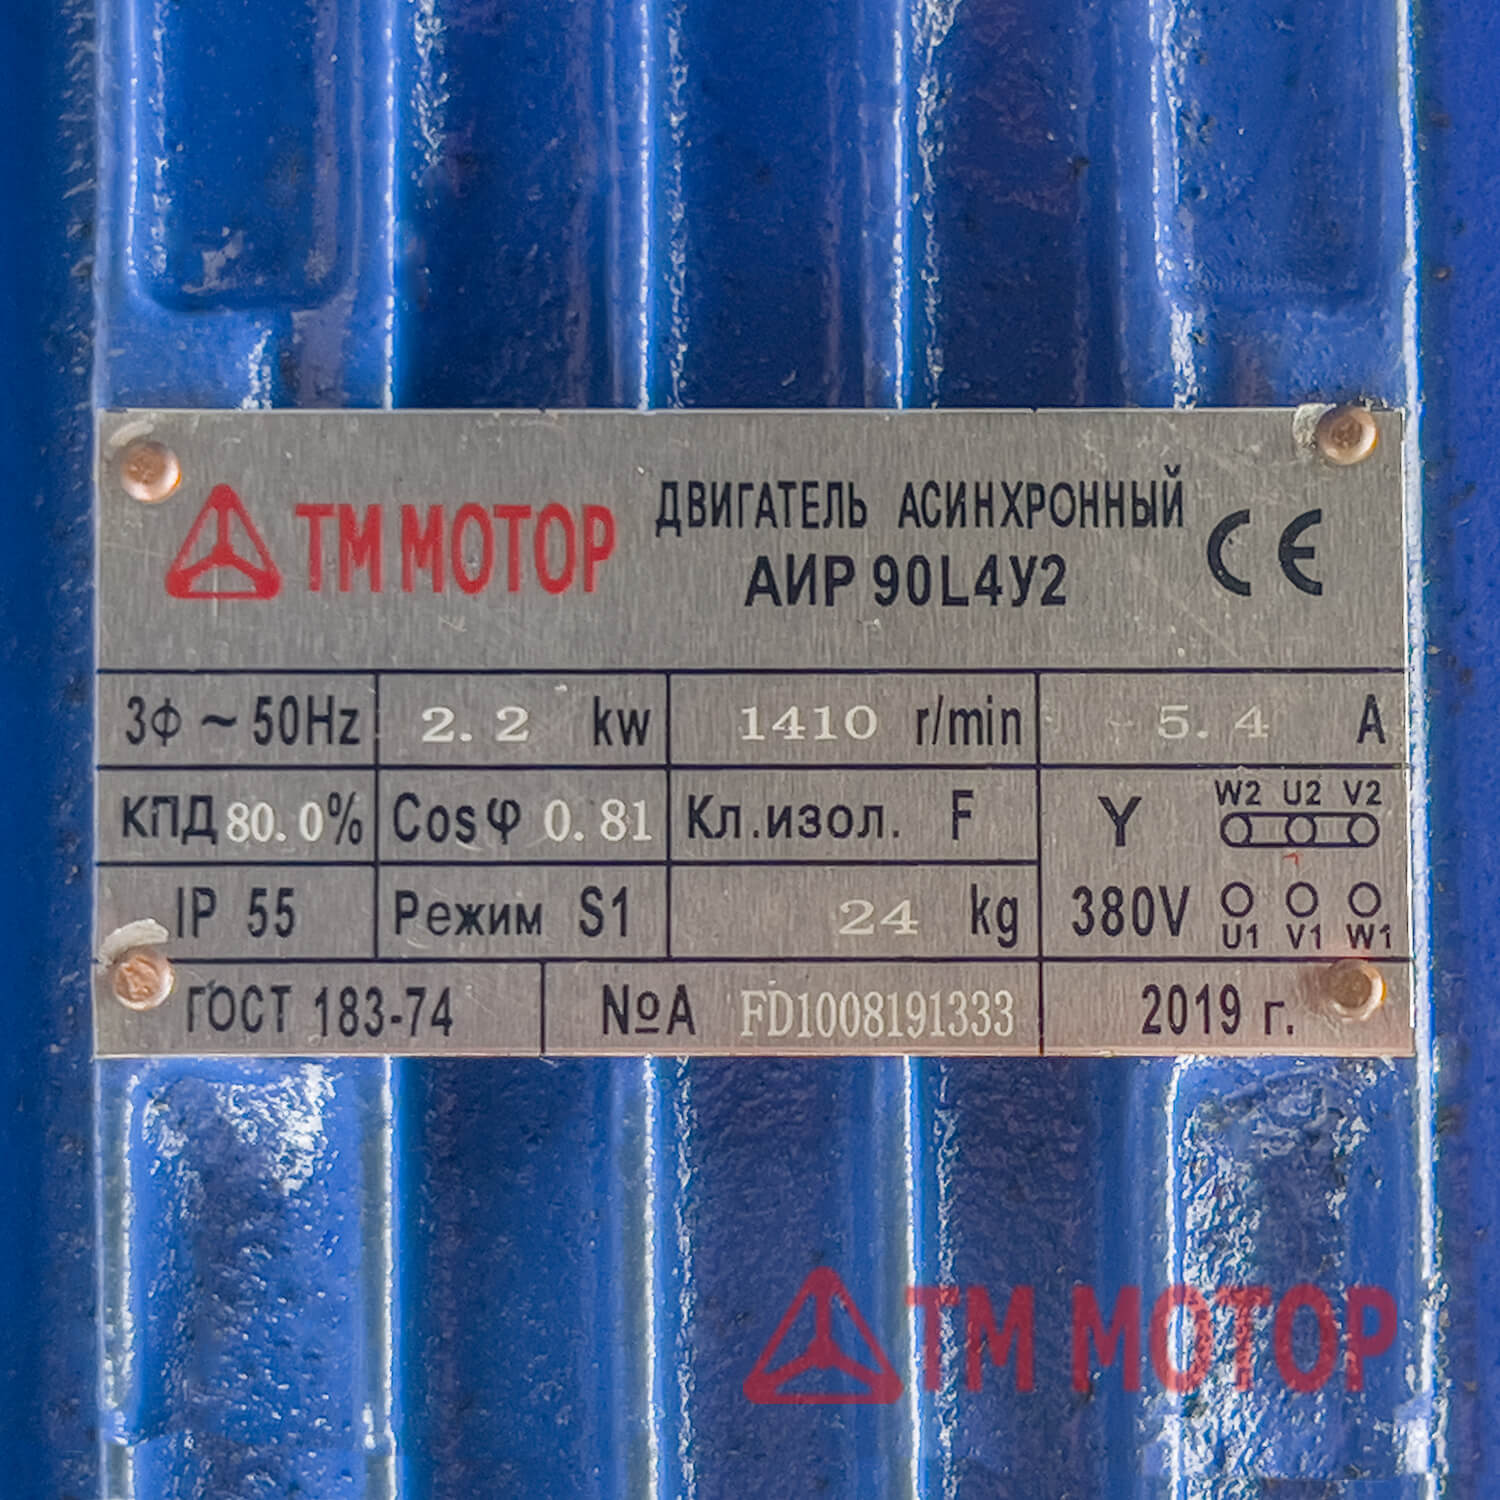 ТМ МОТОР
ДВИГАТЕЛЬ АСИНХРОННЫЙ
АИР 90L4У2
CE
3Ф ~ 50Hz 2.2 kw 1410 r/min 5.4 A
КПД 80.0% Cosφ 0.81 Кл.изол. F
Y W2 U2 V2
IP 55 Режим S1 24 kg
380V U1 V1 W1
ГОСТ 183-74 №А FD1008191333 2019 г.
ТМ МОТОР